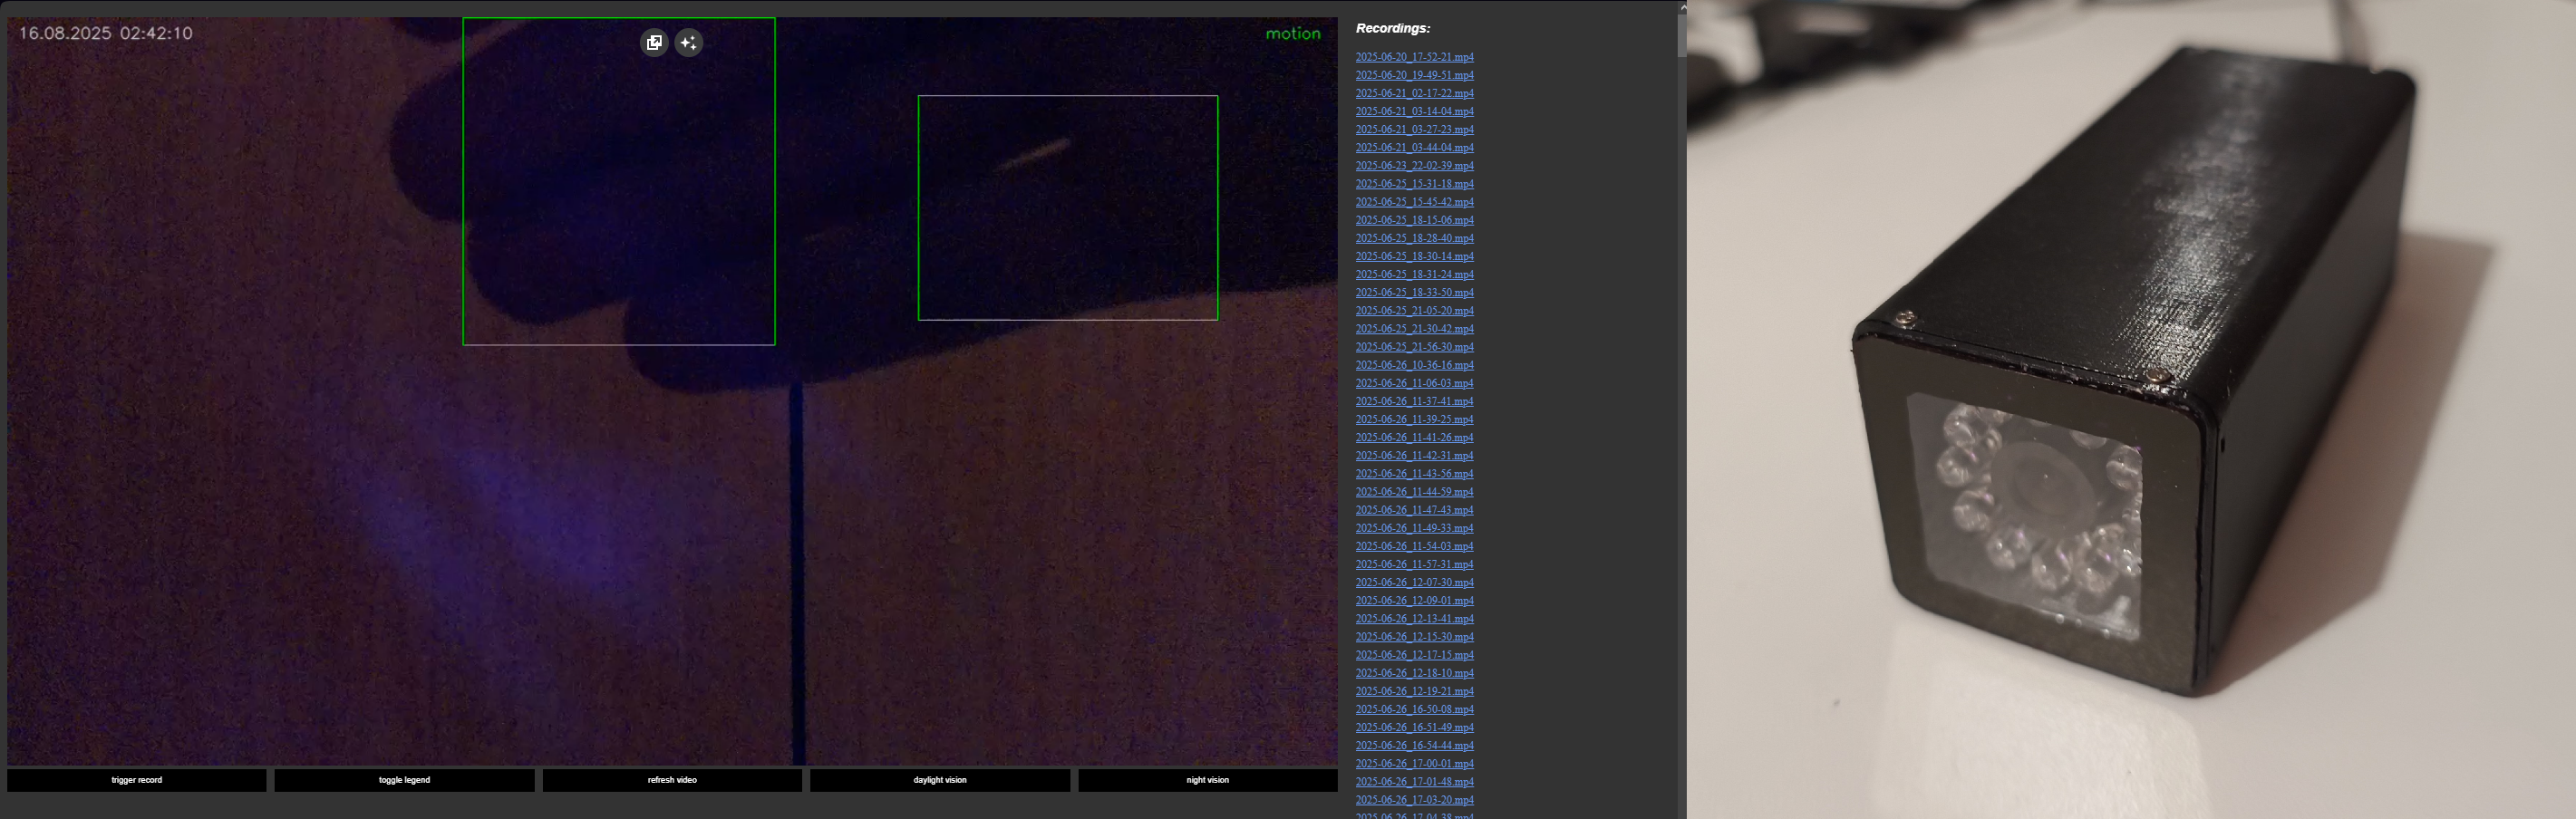 16.08.2025 02:42:10
motion
trigger record
toggle legend
refresh video
daylight vision
night vision
Recordings:
2025-06-20_17-52-21.mp4
2025-06-20_19-49-51.mp4
2025-06-21_02-17-22.mp4
2025-06-21_03-14-04.mp4
2025-06-21_03-27-23.mp4
2025-06-21_03-44-04.mp4
2025-06-23_22-02-39.mp4
2025-06-25_15-31-18.mp4
2025-06-25_15-45-42.mp4
2025-06-25_18-15-06.mp4
2025-06-25_18-28-40.mp4
2025-06-25_18-30-14.mp4
2025-06-25_18-31-24.mp4
2025-06-25_18-33-50.mp4
2025-06-25_21-05-20.mp4
2025-06-25_21-30-42.mp4
2025-06-25_21-56-30.mp4
2025-06-26_10-36-16.mp4
2025-06-26_11-06-03.mp4
2025-06-26_11-37-41.mp4
2025-06-26_11-39-25.mp4
2025-06-26_11-41-26.mp4
2025-06-26_11-42-31.mp4
2025-06-26_11-43-56.mp4
2025-06-26_11-44-59.mp4
2025-06-26_11-47-43.mp4
2025-06-26_11-49-33.mp4
2025-06-26_11-54-03.mp4
2025-06-26_11-57-31.mp4
2025-06-26_12-07-30.mp4
2025-06-26_12-09-01.mp4
2025-06-26_12-13-41.mp4
2025-06-26_12-15-30.mp4
2025-06-26_12-17-15.mp4
2025-06-26_12-18-10.mp4
2025-06-26_12-19-21.mp4
2025-06-26_16-50-08.mp4
2025-06-26_16-51-49.mp4
2025-06-26_16-54-44.mp4
2025-06-26_17-00-01.mp4
2025-06-26_17-01-48.mp4
2025-06-26_17-03-20.mp4
2025-06-26_17-04-38.mp4